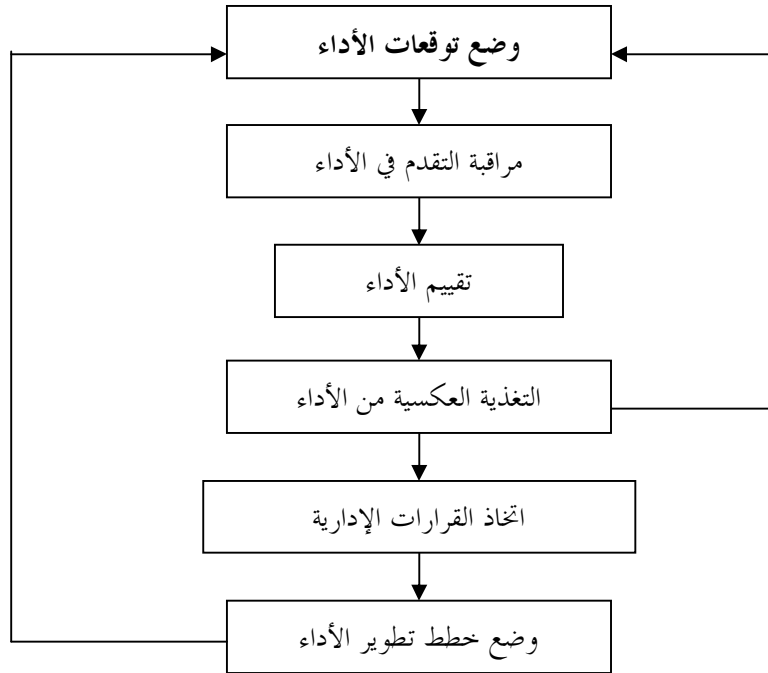 وضع توقعات الأداء
مراقبة التقدم في الأداء
تقييم الأداء
التغذية العكسية من الأداء
اتخاذ القرارات الإدارية
وضع خطط تطوير الأداء